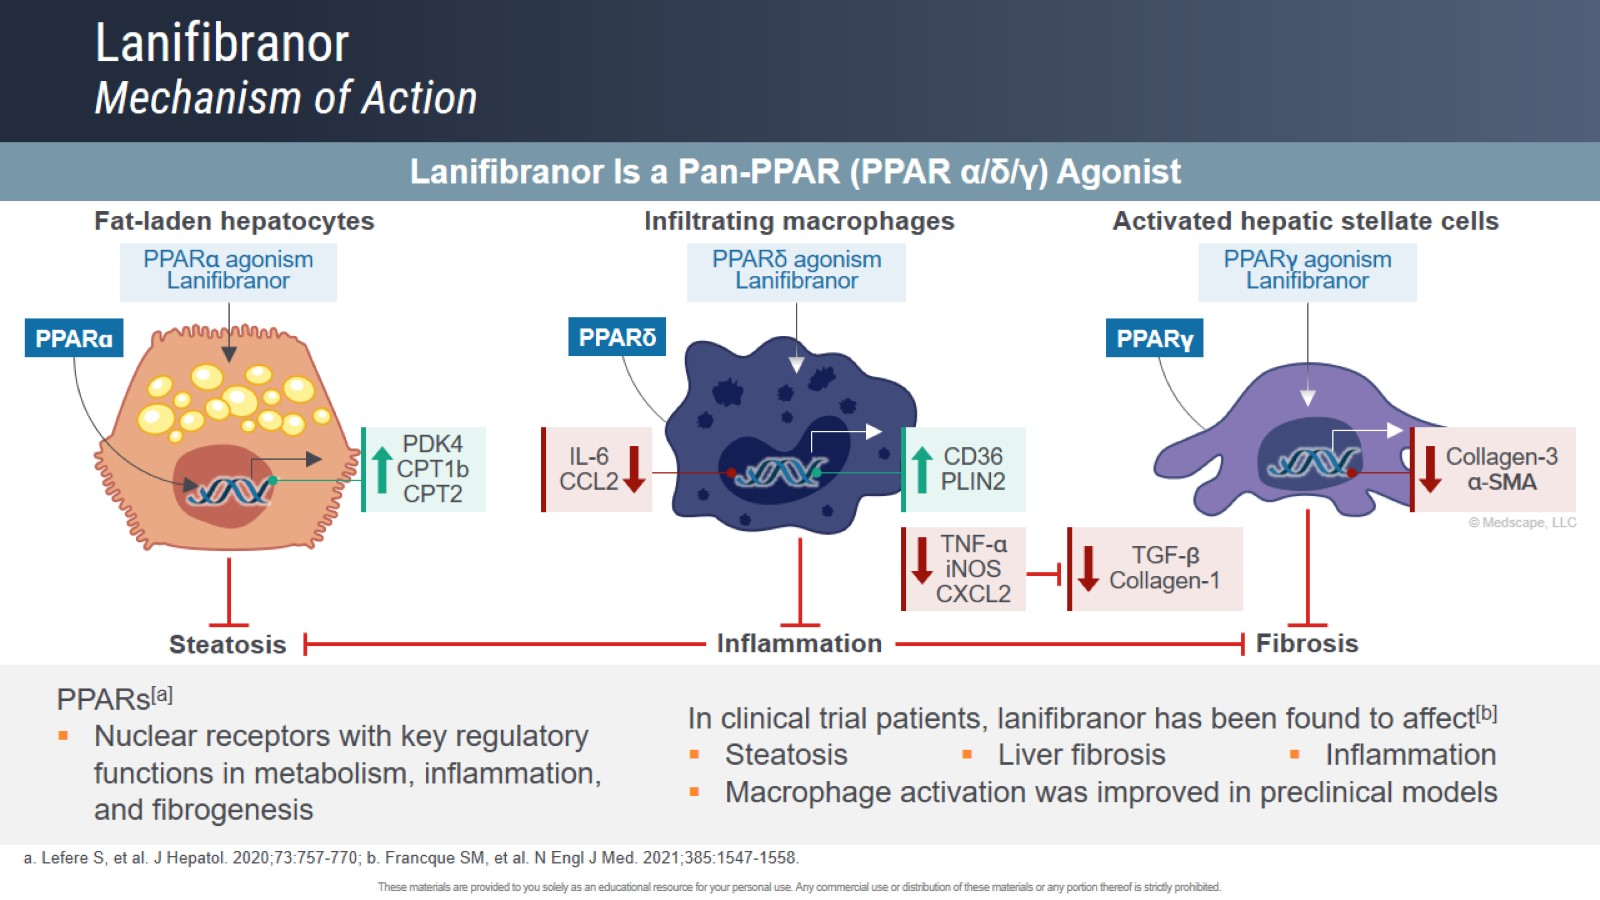 Lanifibranor
Mechanism of Action
Lanifibranor Is a Pan-PPAR (PPAR α/δ/γ) Agonist
Fat-laden hepatocytes
PPARα agonism
Lanifibranor
PPARα
PDK4
CPT1b
CPT2
Infiltrating macrophages
PPARδ agonism
Lanifibranor
PPARδ
IL-6
CCL2
CD36
PLIN2
TNF-α
iNOS
CXCL2
TGF-β
Collagen-1
Activated hepatic stellate cells
PPARγ agonism
Lanifibranor
PPARγ
Collagen-3
α-SMA
© Medscape, LLC
Steatosis
Inflammation
Fibrosis
PPARs[a]
Nuclear receptors with key regulatory
functions in metabolism, inflammation,
and fibrogenesis
In clinical trial patients, lanifibranor has been found to affect[b]
Steatosis
Liver fibrosis
Inflammation
Macrophage activation was improved in preclinical models
a. Lefere S, et al. J Hepatol. 2020;73:757-770; b. Francque SM, et al. N Engl J Med. 2021;385:1547-1558.
These materials are provided to you solely as an educational resource for your personal use. Any commercial use or distribution of these materials or any portion thereof is strictly prohibited.